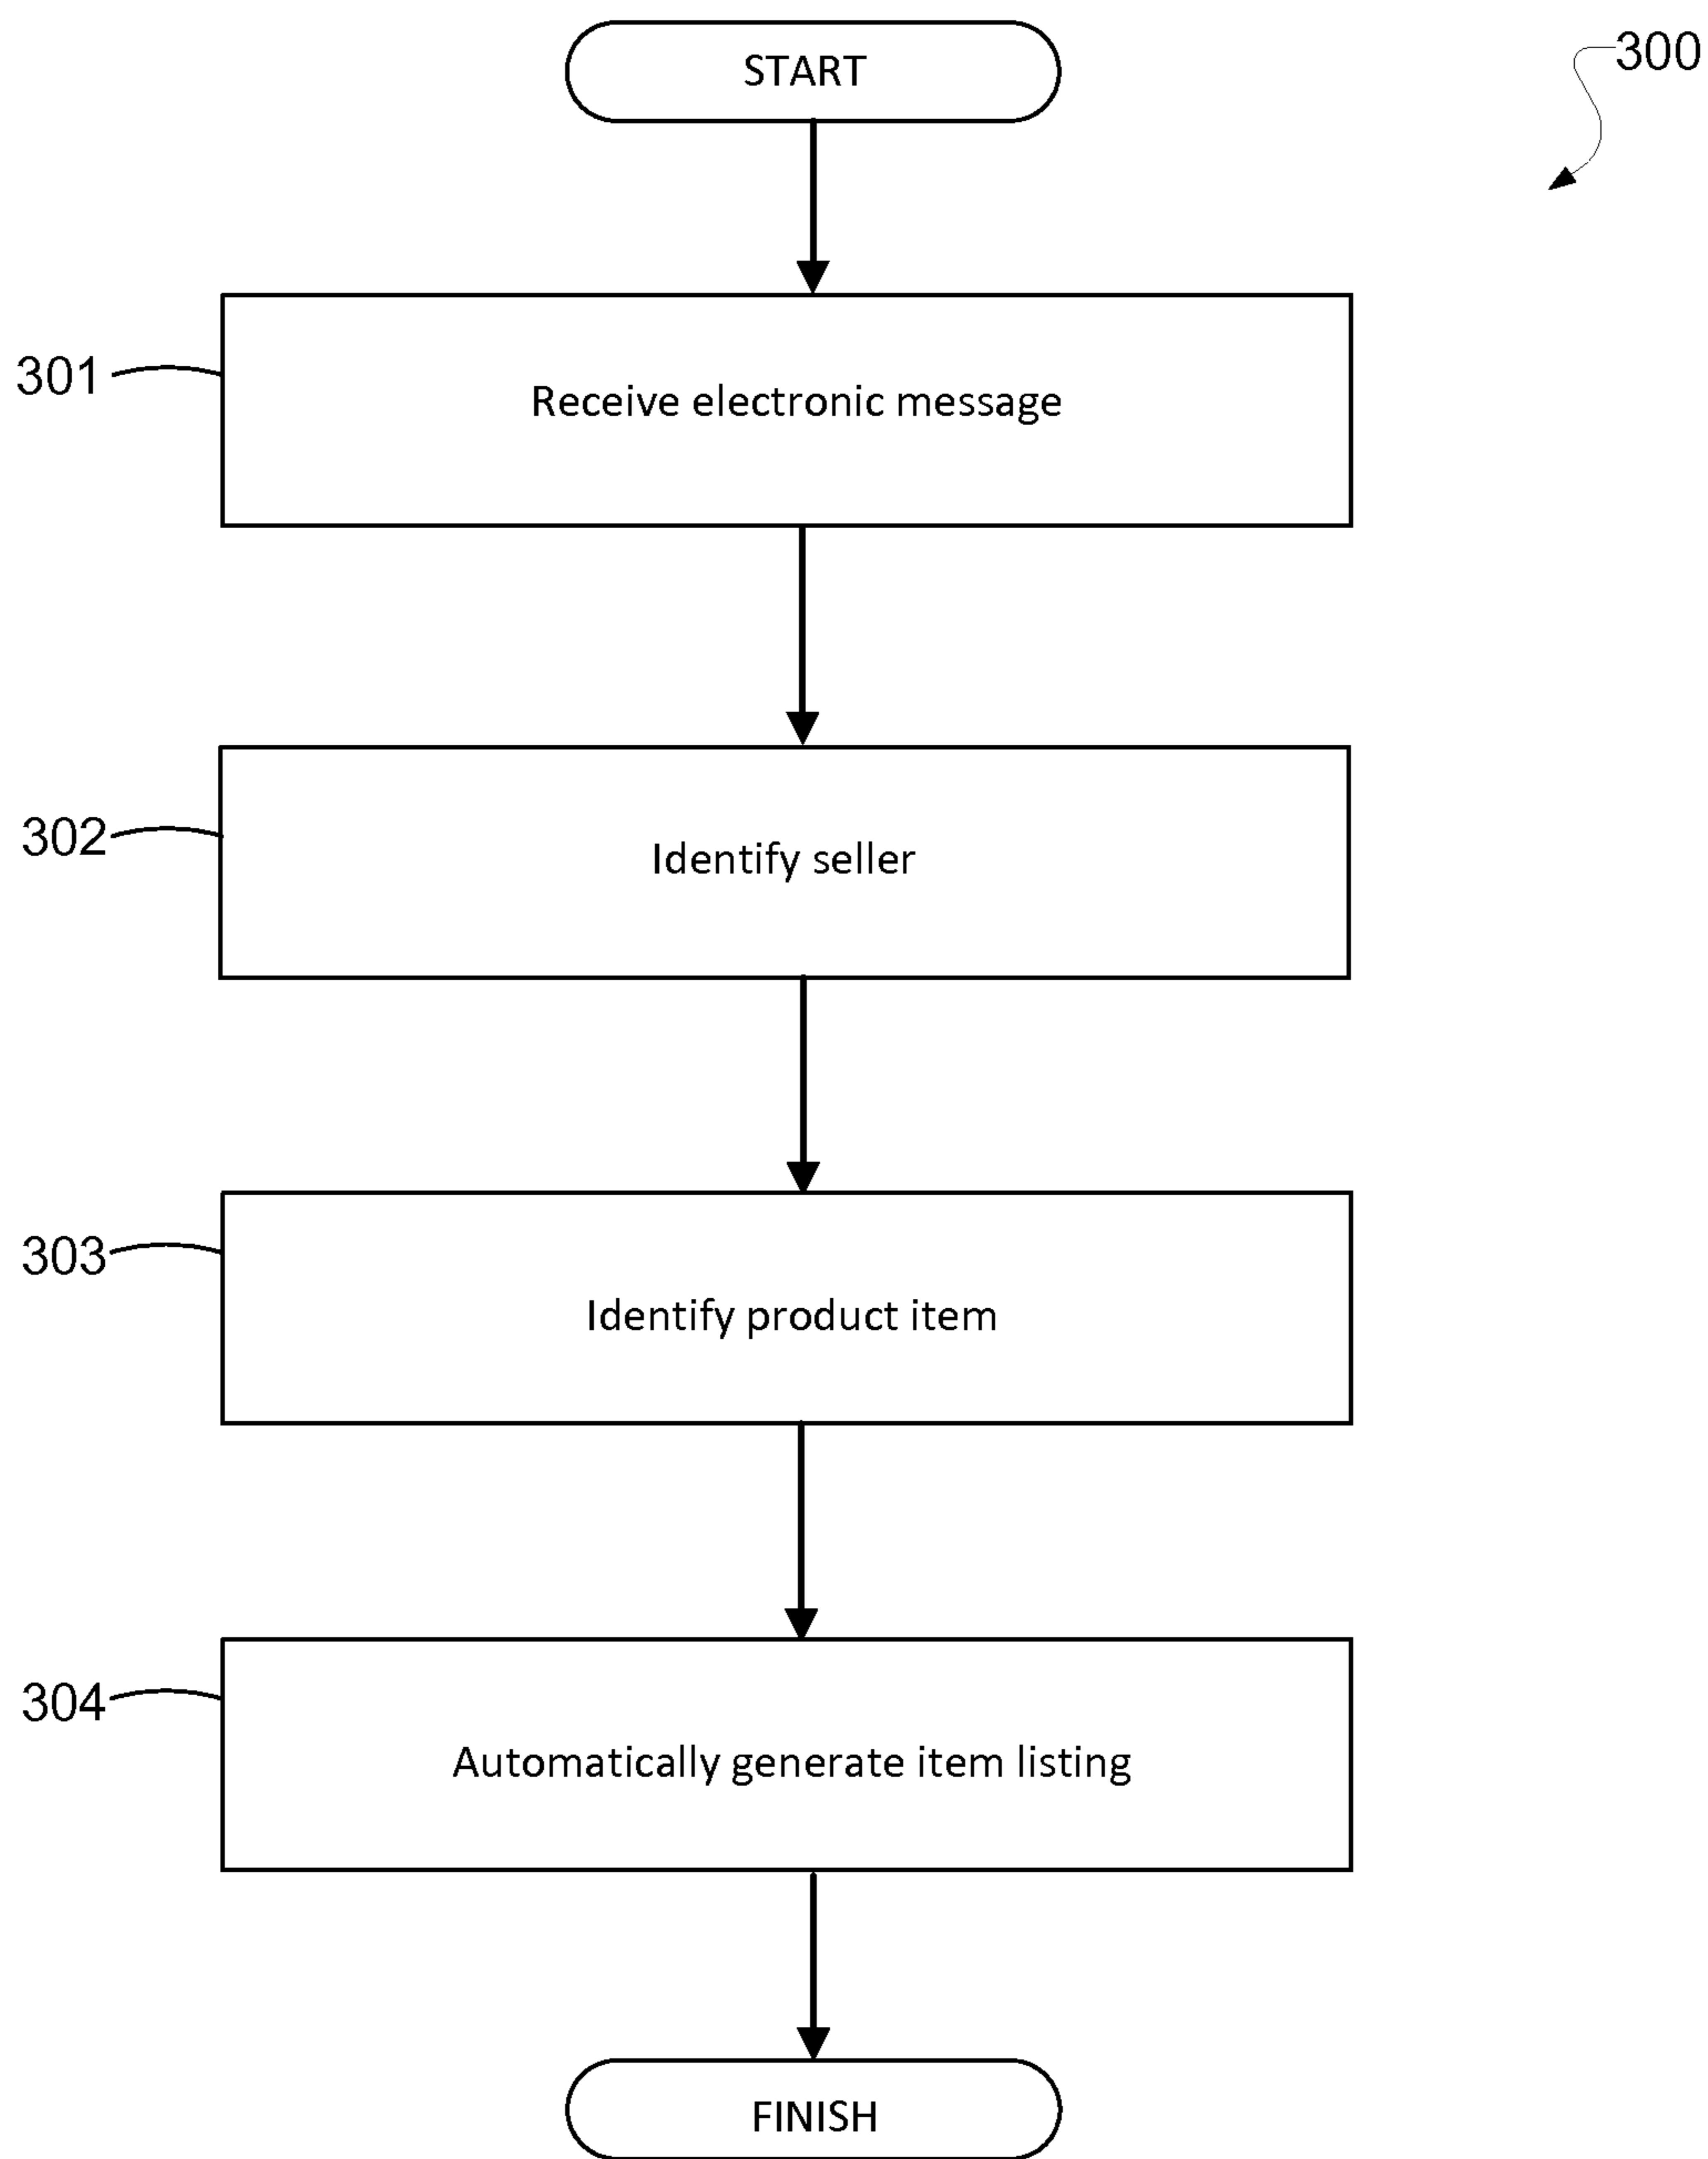 START
300
301
Receive electronic message
302
Identify seller
303
Identify product item
304
Automatically generate item listing
FINISH